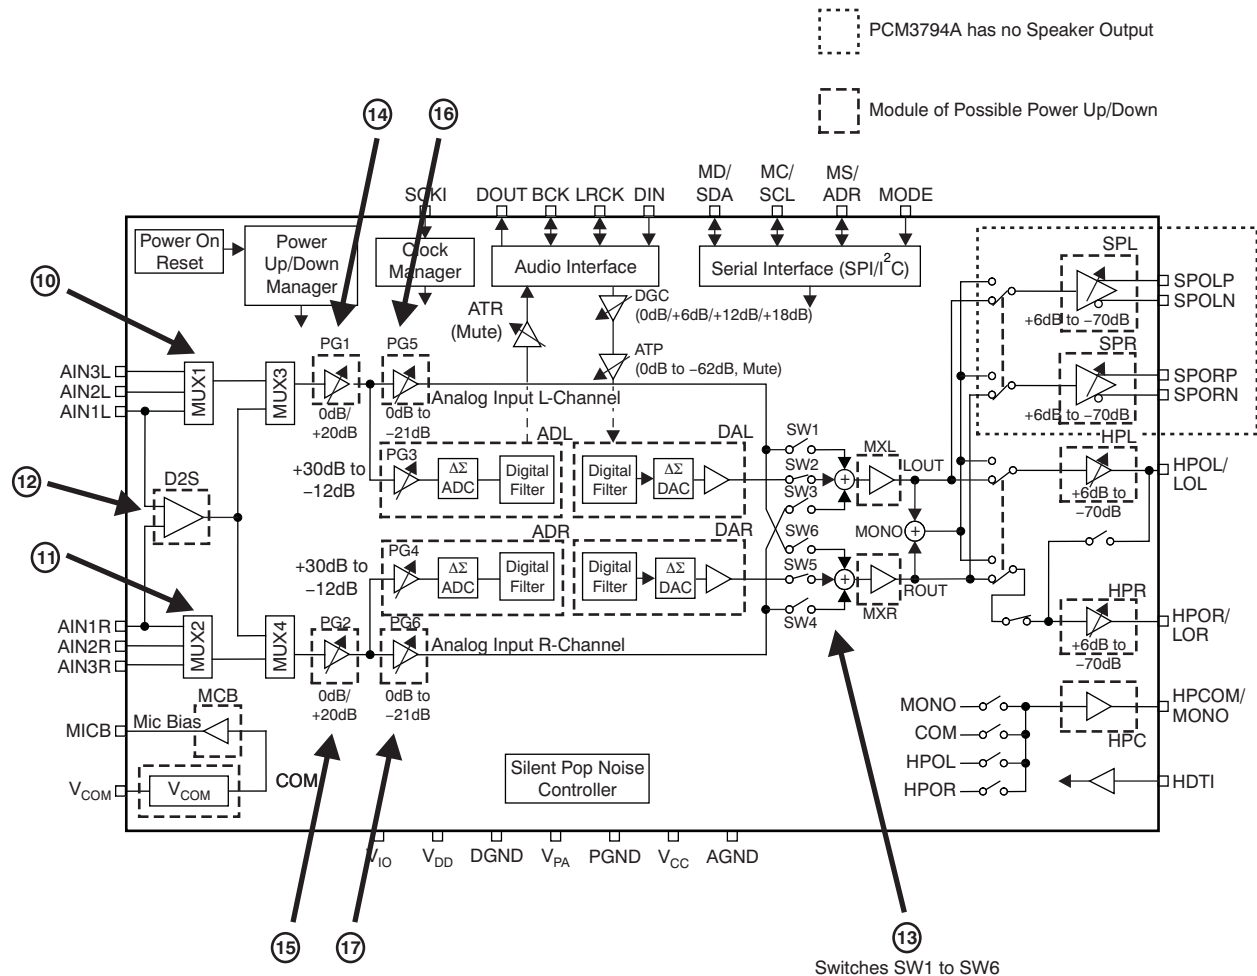 PCM3794A has no Speaker Output
Module of Possible Power Up/Down
14
16
SCKI
DOUT
BCK
LRCK
DIN
MD/
SDA
MC/
SCL
MS/
ADR
MODE
Power On
Reset
Power
Up/Down
Manager
Clock
Manager
Audio Interface
Serial Interface (SPI/I²C)
SPL
SPOLP
SPOLN
+6dB to −70dB
SPR
SPORP
SPORN
+6dB to −70dB
10
ATR
(Mute)
DGC
(0dB/+6dB/+12dB/+18dB)
ATP
(0dB to −62dB, Mute)
PG1
PG5
AIN3L
AIN2L
AIN1L
MUX1
MUX3
0dB/
+20dB
0dB to
−21dB
Analog Input L-Channel
ADL
DAL
PG3
+30dB to
−12dB
ΔΣ
ADC
Digital
Filter
Digital
Filter
ΔΣ
DAC
SW1
SW2
SW3
SW6
SW5
SW4
MXL
LOUT
MONO
ROUT
MXR
HPL
HPOL/
LOL
+6dB to
−70dB
12
D2S
11
ADR
DAR
PG4
+30dB to
−12dB
ΔΣ
ADC
Digital
Filter
Digital
Filter
ΔΣ
DAC
AIN1R
AIN2R
AIN3R
MUX2
MUX4
PG2
PG6
Analog Input R-Channel
0dB/
+20dB
0dB to
−21dB
HPR
HPOR/
LOR
+6dB to
−70dB
MCB
MICB
Mic Bias
COM
VCOM
VCOM
Silent Pop Noise
Controller
MONO
COM
HPOL
HPOR
HPC
HPCOM/
MONO
HDTI
VIO
VDD
DGND
VPA
PGND
VCC
AGND
15
17
13
Switches SW1 to SW6